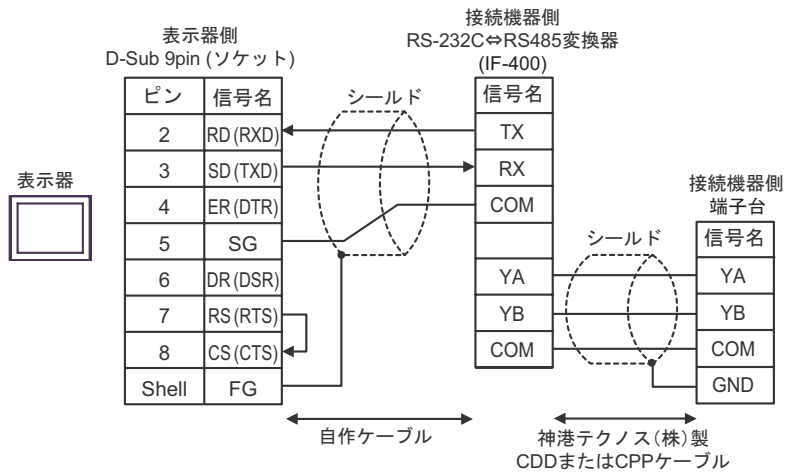 表示器側
D-Sub 9pin (ソケット)
接続機器側
RS-232C⇔RS485変換器
(IF-400)
ピン 信号名
シールド
信号名
2 RD (RXD)
TX
3 SD (TXD)
RX
表示器
4 ER (DTR)
COM
接続機器側
端子台
5 SG
シールド
信号名
6 DR (DSR)
YA
YA
7 RS (RTS)
YB
YB
8 CS (CTS)
COM
COM
Shell FG
GND
自作ケーブル
神港テクノス(株)製
CDDまたはCPPケーブル